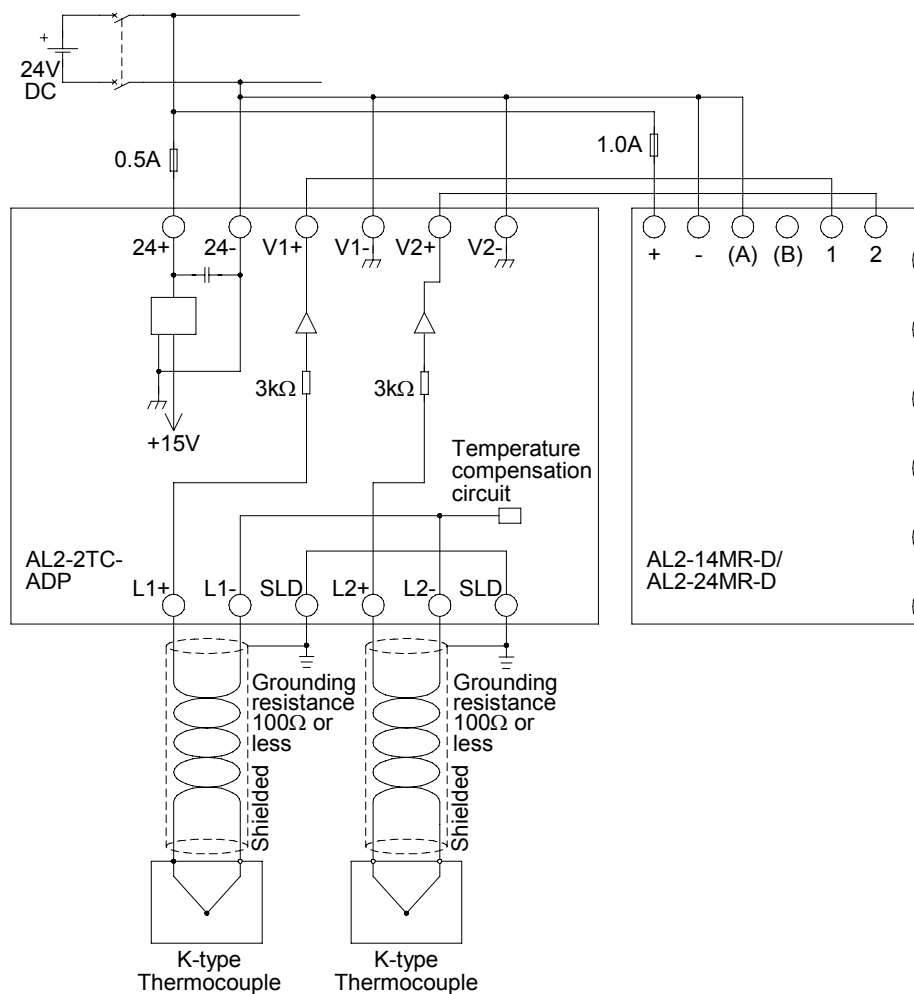 +
24V
DC
0.5A
1.0A
24+
24-
V1+
V1-
V2+
V2-
+
-
(A)
(B)
1
2
3kΩ
3kΩ
+15V
Temperature
compensation
circuit
AL2-2TC-
ADP
AL2-14MR-D/
AL2-24MR-D
L1+
L1-
SLD
L2+
L2-
SLD
Grounding
resistance
100Ω or
less
Grounding
resistance
100Ω or
less
Shielded
Shielded
K-type
Thermocouple
K-type
Thermocouple